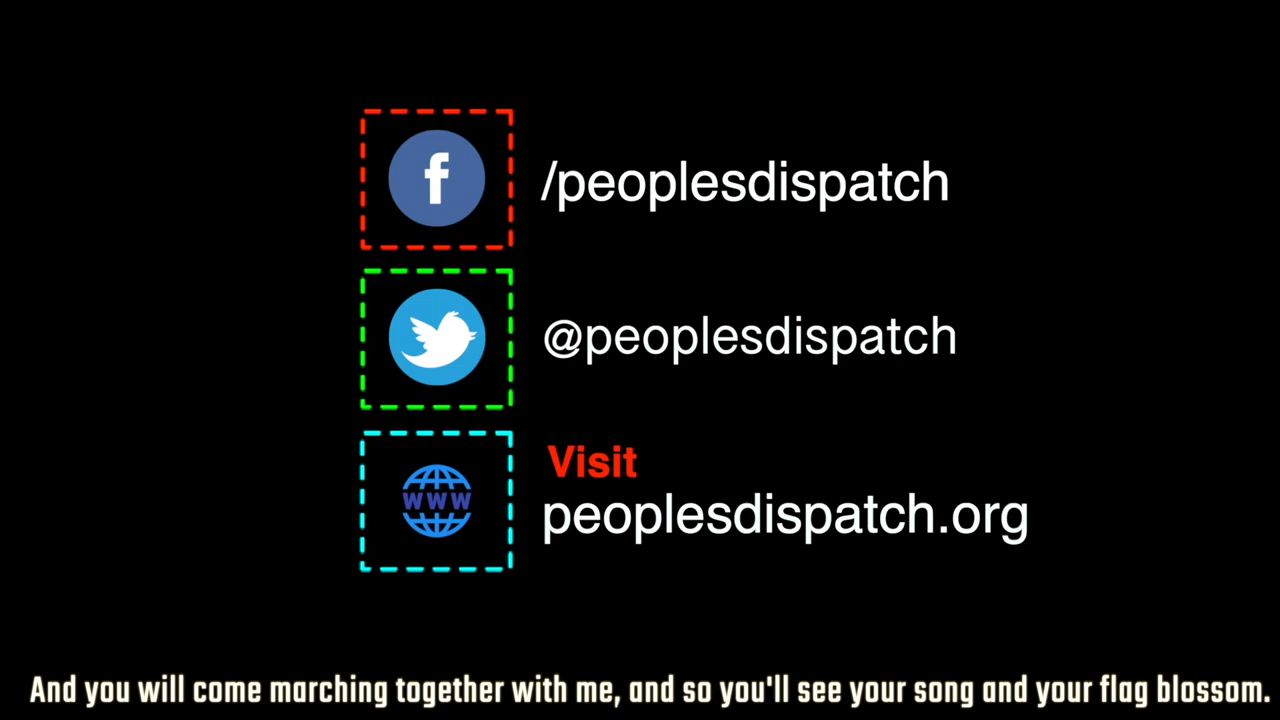 f
/peoplesdispatch
@peoplesdispatch
Visit
www
peoplesdispatch.org
And you will come marching together with me, and so you'll see your song and your flag blossom.